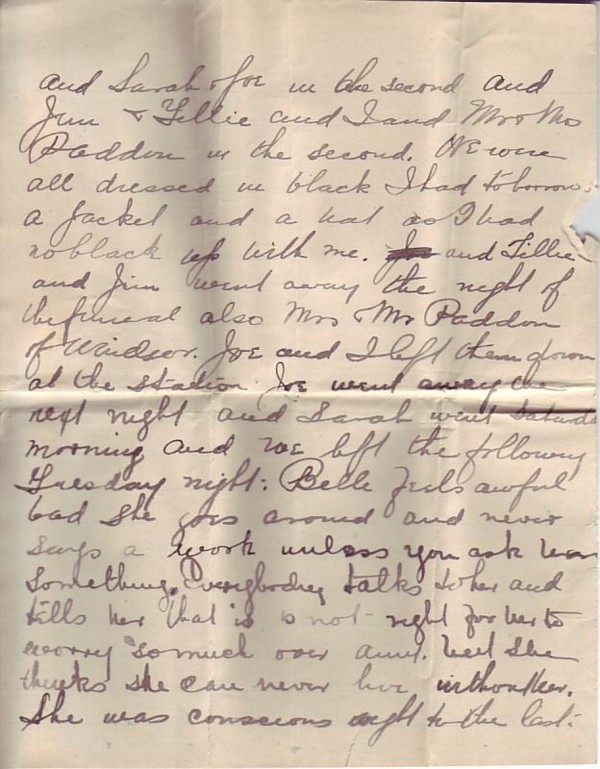 and Sarah & Joe in the second and
Jim & Tillie and I and Mr & Mrs
Paddon in the second. We were
all dressed in black I had to borrow
a jacket and a hat as I had
no black up with me. and Tillie
and Jim went away the night of
the funeral also Mrs & Mr Paddon
of Windsor. Joe and I left them down
at the station Joe went away the
next night and Sarah went Saturda
morning and we left the following
Tuesday night: Belle feels awful
bad she goes around and never
says a work unless you ask her
something. Everybodey talks to her and
tells her that is is not right for her to
worry so much over aunt. but she
thinks she can never live without her.
She was conscious right to the last.